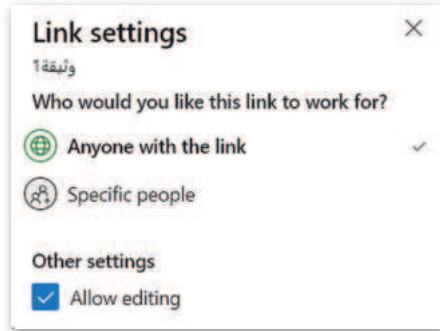 Link settings
وثيقة1
Who would you like this link to work for?
Anyone with the link
Specific people
Other settings
Allow editing